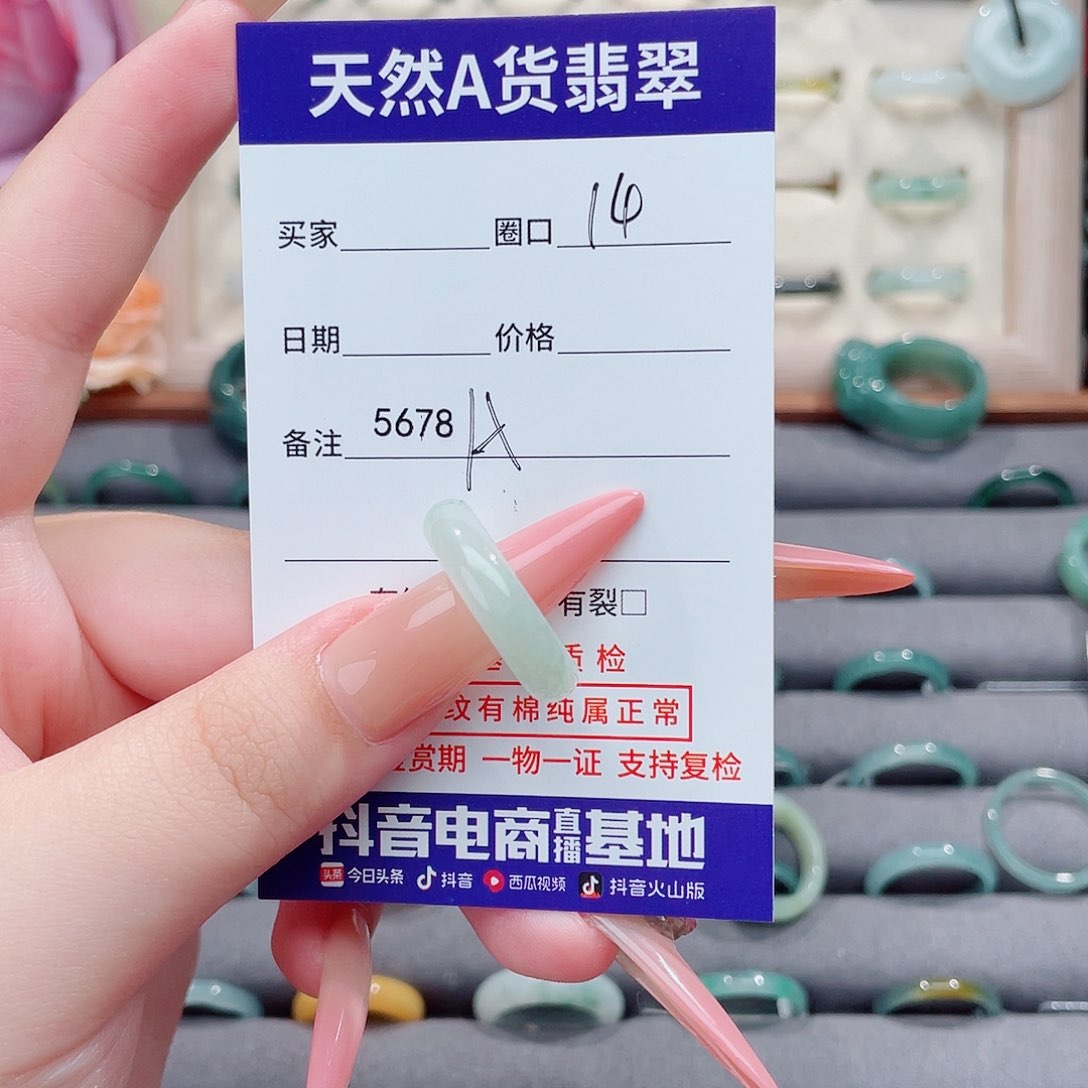 天然A货翡翠
买家 圈口 14
日期 价格
备注 5678 A
有裂□
质检
纹有棉纯属正常
赏期 一物一证 支持复检
抖音电商直播基地
头条 今日头条 抖音 西瓜视频 抖音火山版